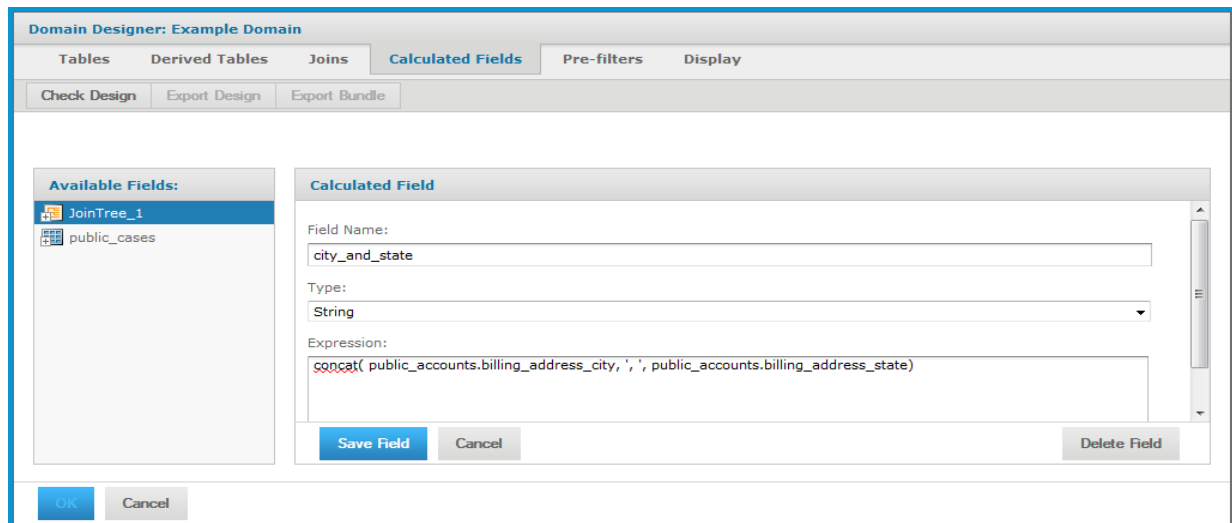 Domain Designer: Example Domain
Tables Derived Tables Joins Calculated Fields Pre-filters Display
Check Design Export Design Export Bundle
Available Fields:
JoinTree_1
public_cases
Calculated Field
Field Name:
city_and_state
Type:
String
Expression:
concat( public_accounts.billing_address_city, ', ', public_accounts.billing_address_state)
Save Field Cancel Delete Field
OK Cancel